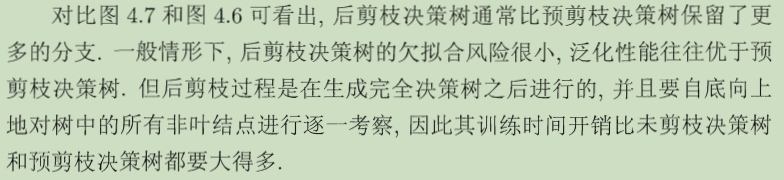 对比图 4.7 和图 4.6 可看出, 后剪枝决策树通常比预剪枝决策树保留了更
多的分支. 一般情形下, 后剪枝决策树的欠拟合风险很小, 泛化性能往往优于预
剪枝决策树. 但后剪枝过程是在生成完全决策树之后进行的, 并且要自底向上
地对树中的所有非叶结点进行逐一考察, 因此其训练时间开销比未剪枝决策树
和预剪枝决策树都要大得多.